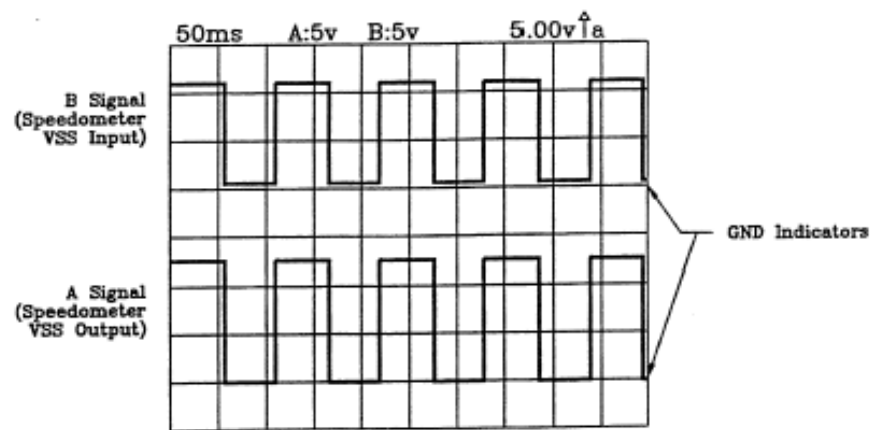 50ms A:5v B:5v 5.00v↑a
B Signal
(Speedometer
VSS Input)
GND Indicators
A Signal
(Speedometer
VSS Output)